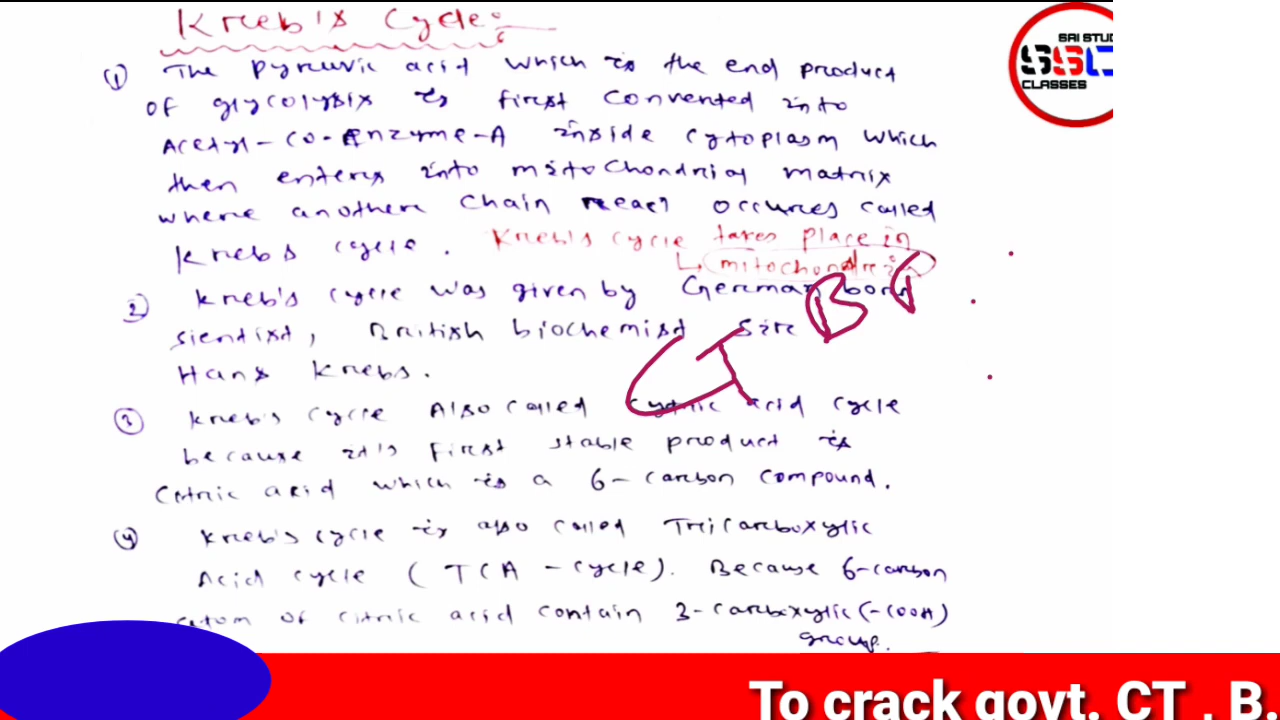 Kreb's Cycle:
SAI STUD
SSC
CLASSES
① The pyruvic acid which is the end product
of glycolysis is first converted into
Acetyl-co-Enzyme-A inside cytoplasm which
then enters into mitochondrial matrix
where another chain react occures called
Krebs cycle. Kreb's cycle takes place in
mitochondria
② Kreb's cycle was given by German born
sientist, British biochemist Sir
Hans Krebs.
B
CT
③ Kreb's cycle Also called acid cycle
because it's first stable product is
Citric acid which is a 6-carbon compound.
④ Kreb's cycle is also called Tricarboxylic
Acid cycle (TCA-cycle). Because 6-carbon
atom of citric acid contain 3-carboxylic (-COOH)
group.
To crack govt. CT , B.